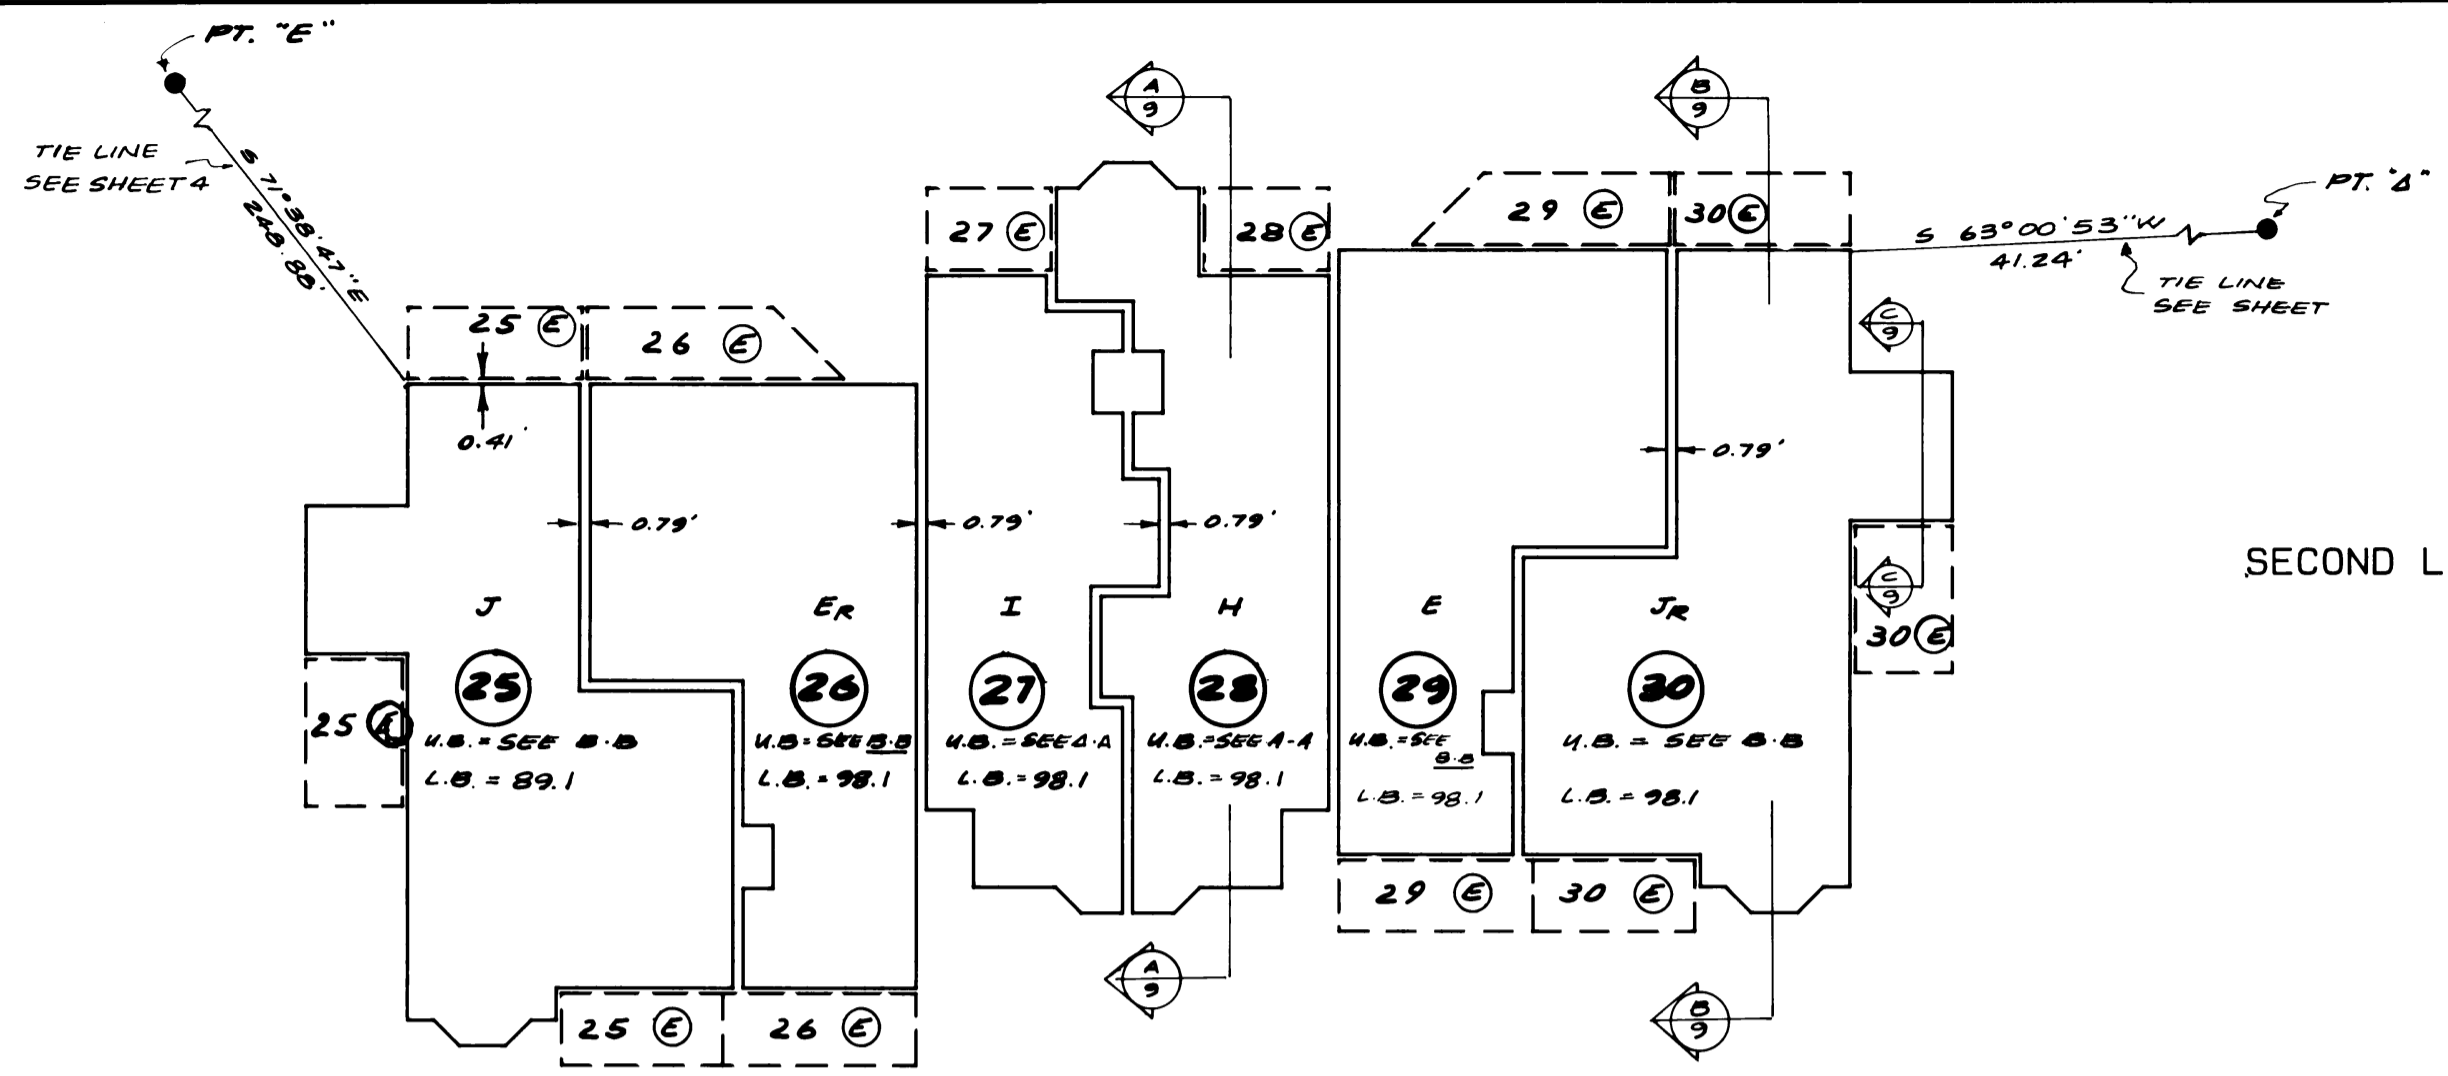 PT. "E"
TIE LINE
SEE SHEET 4
S 71°38'47"E
248.88'
A
9
B
9
PT. "A"
S 63°00'53"W
41.24'
TIE LINE
SEE SHEET
27 E
28 E
29 E
30 E
25 E
26 E
C
9
0.41'
0.79'
0.79'
0.79'
0.79'
SECOND L
C
9
30 E
J
ER
I
H
E
JR
25
26
27
28
29
30
25
U.B. = SEE B-B
L.B. = 89.1
U.B = SEE B-B
L.B. = 98.1
U.B. = SEE A-A
L.B. = 98.1
U.B. = SEE A-A
L.B. = 98.1
U.B. = SEE
B-B
L.B. = 98.1
U.B. = SEE B-B
L.B. = 98.1
29 E
30 E
25 E
26 E
A
9
B
9